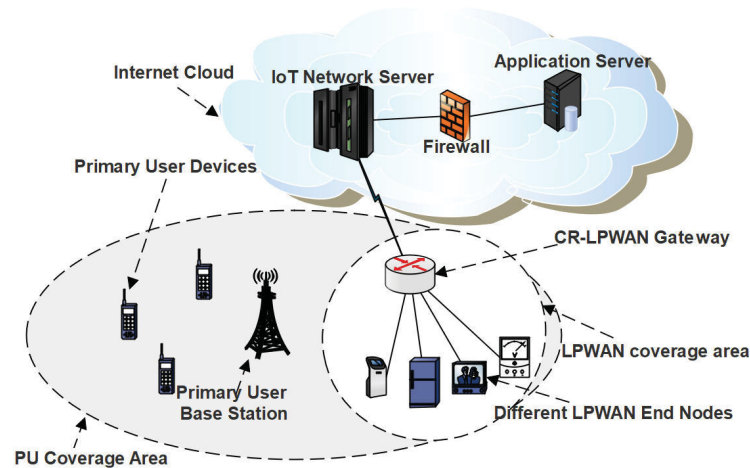 Internet Cloud
IoT Network Server
Application Server
Firewall
Primary User Devices
CR-LPWAN Gateway
LPWAN coverage area
Primary User
Base Station
Different LPWAN End Nodes
PU Coverage Area
V